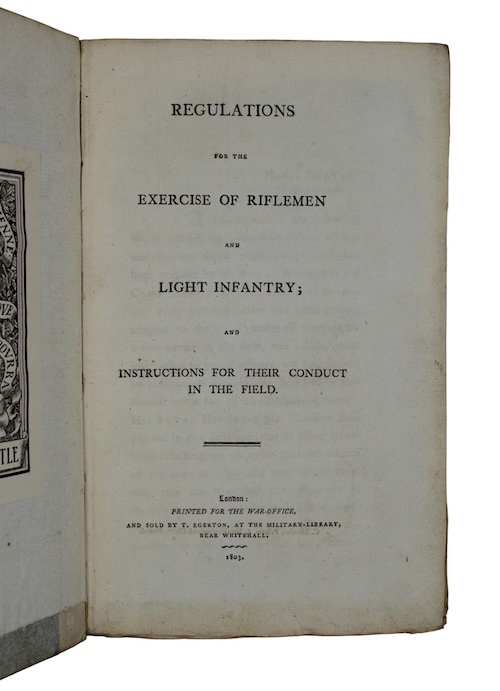 REGULATIONS
FOR THE
EXERCISE OF RIFLEMEN
AND
LIGHT INFANTRY;
AND
INSTRUCTIONS FOR THEIR CONDUCT
IN THE FIELD.
London:
PRINTED FOR THE WAR-OFFICE,
AND SOLD BY T. EGERTON, AT THE MILITARY-LIBRARY,
NEAR WHITEHALL.
1803.